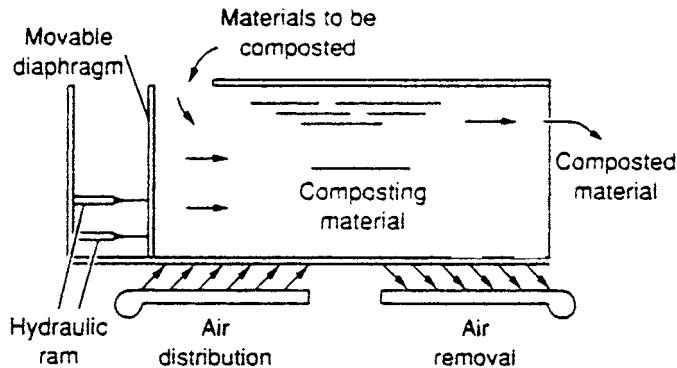 Materials to be
composted
Movable
diaphragm
Composted
material
Composting
material
Hydraulic
ram
Air
distribution
Air
removal